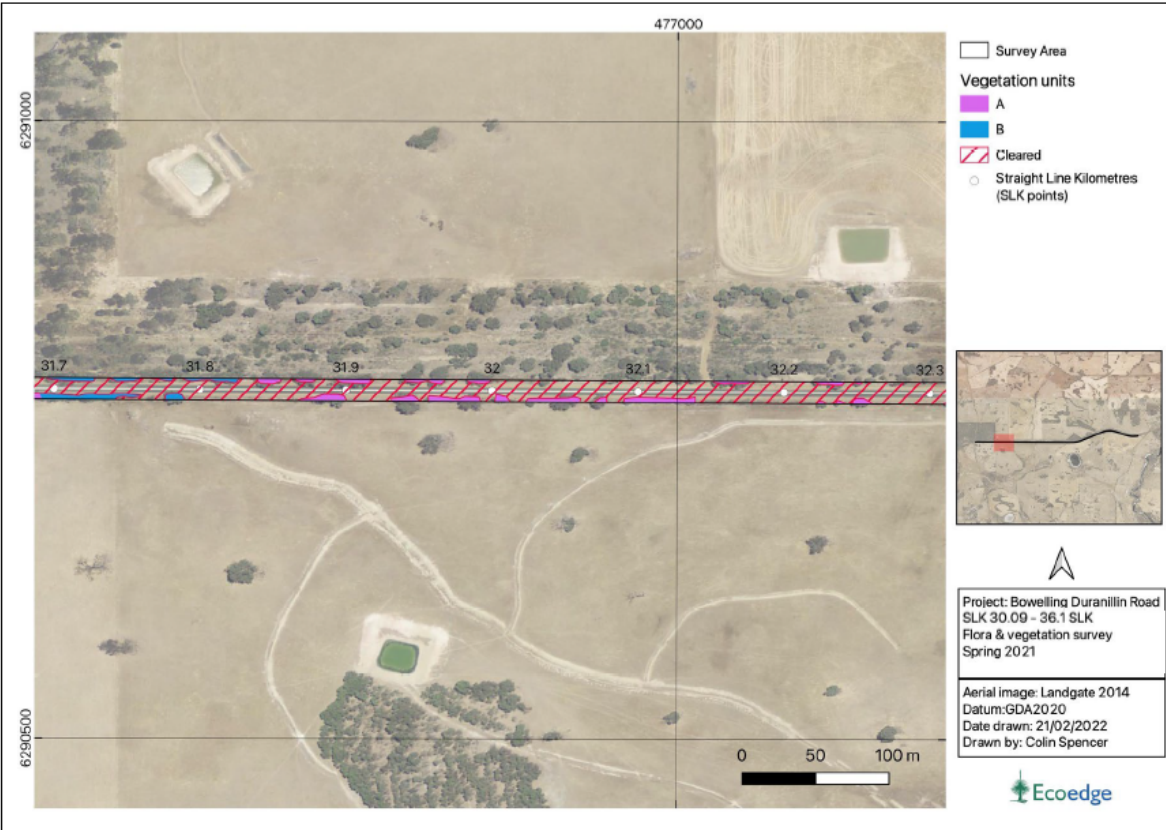 477000
6291000
6290500
31.7
31.8
31.9
32
32.1
32.2
32.3
0 50 100 m
Survey Area
Vegetation units
A
B
Cleared
Straight Line Kilometres
(SLK points)
Project: Bowelling Duranillin Road
SLK 30.09 - 36.1 SLK
Flora & vegetation survey
Spring 2021
Aerial image: Landgate 2014
Datum:GDA2020
Date drawn: 21/02/2022
Drawn by: Colin Spencer
Ecoedge